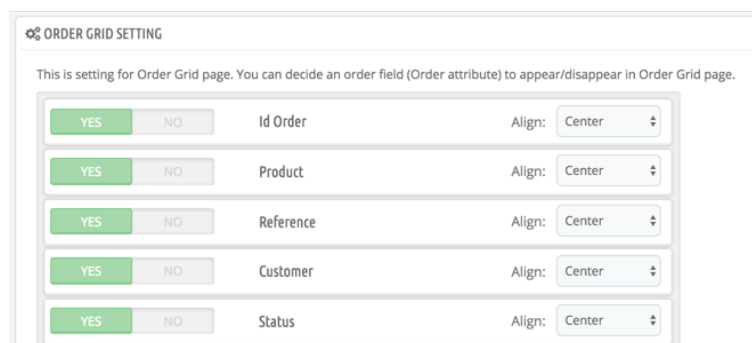 ORDER GRID SETTING
This is setting for Order Grid page. You can decide an order field (Order attribute) to appear/disappear in Order Grid page.
YES NO Id Order Align: Center
YES NO Product Align: Center
YES NO Reference Align: Center
YES NO Customer Align: Center
YES NO Status Align: Center